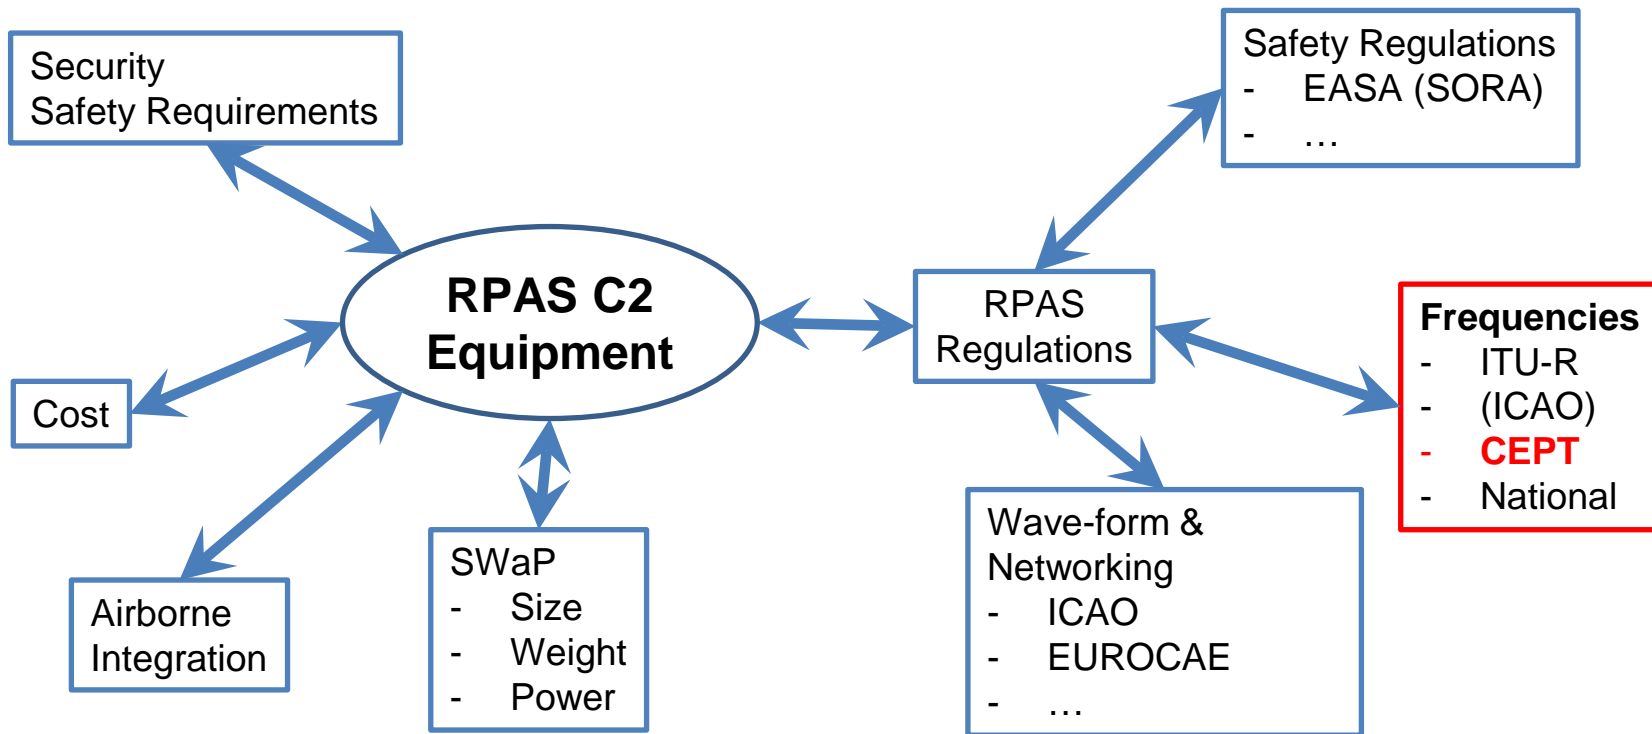 Security
Safety Requirements
Safety Regulations
- EASA (SORA)
- …
RPAS C2
Equipment
RPAS
Regulations
Frequencies
- ITU-R
- (ICAO)
- CEPT
- National
Cost
Airborne
Integration
SWaP
- Size
- Weight
- Power
Wave-form &
Networking
- ICAO
- EUROCAE
- …